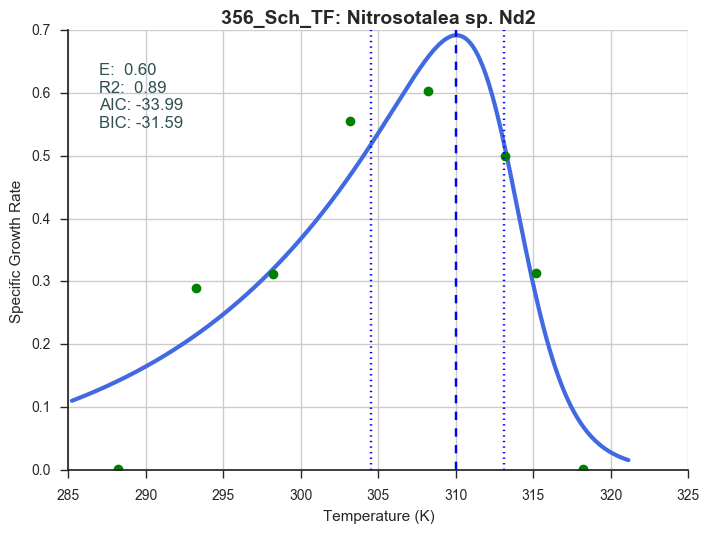 356_Sch_TF: Nitrosotalea sp. Nd2
E:  0.60
R2:  0.89
AIC: -33.99
BIC: -31.59
Specific Growth Rate
0.7
0.6
0.5
0.4
0.3
0.2
0.1
0.0
285 290 295 300 305 310 315 320 325
Temperature (K)